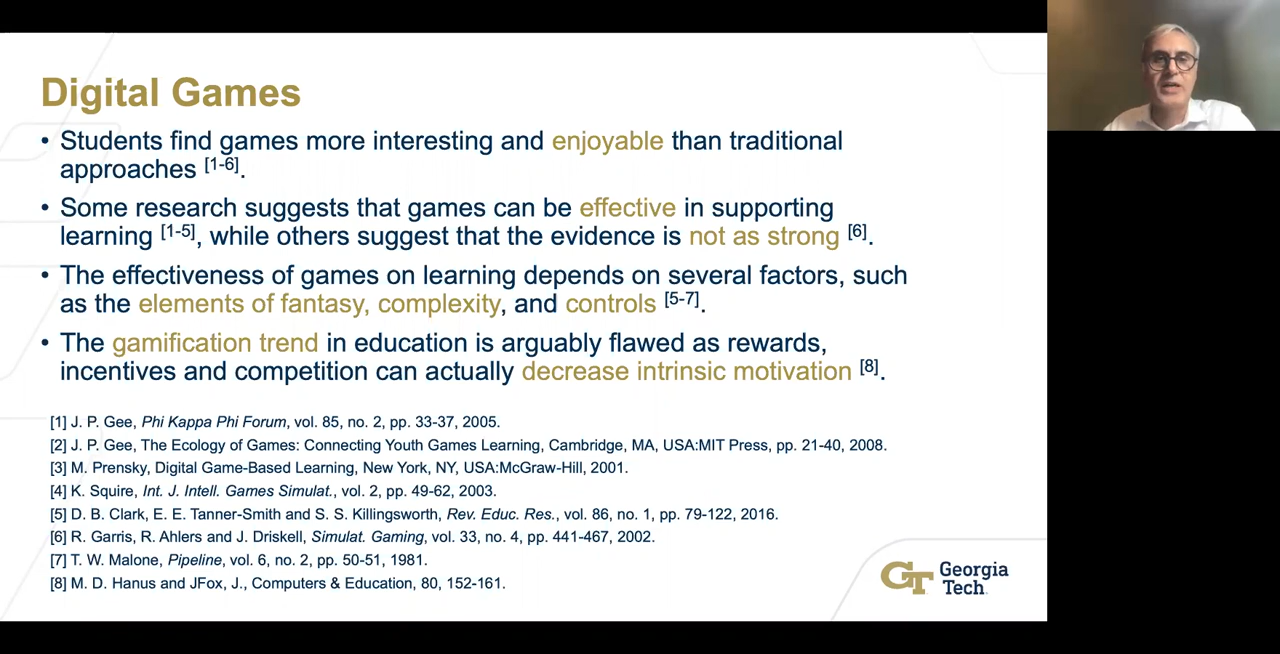 Digital Games
• Students find games more interesting and enjoyable than traditional
approaches [1-6].
• Some research suggests that games can be effective in supporting
learning [1-5], while others suggest that the evidence is not as strong [6].
• The effectiveness of games on learning depends on several factors, such
as the elements of fantasy, complexity, and controls [5-7].
• The gamification trend in education is arguably flawed as rewards,
incentives and competition can actually decrease intrinsic motivation [8].
[1] J. P. Gee, Phi Kappa Phi Forum, vol. 85, no. 2, pp. 33-37, 2005.
[2] J. P. Gee, The Ecology of Games: Connecting Youth Games Learning, Cambridge, MA, USA:MIT Press, pp. 21-40, 2008.
[3] M. Prensky, Digital Game-Based Learning, New York, NY, USA:McGraw-Hill, 2001.
[4] K. Squire, Int. J. Intell. Games Simulat., vol. 2, pp. 49-62, 2003.
[5] D. B. Clark, E. E. Tanner-Smith and S. S. Killingsworth, Rev. Educ. Res., vol. 86, no. 1, pp. 79-122, 2016.
[6] R. Garris, R. Ahlers and J. Driskell, Simulat. Gaming, vol. 33, no. 4, pp. 441-467, 2002.
[7] T. W. Malone, Pipeline, vol. 6, no. 2, pp. 50-51, 1981.
[8] M. D. Hanus and JFox, J., Computers & Education, 80, 152-161.
GT Georgia
Tech